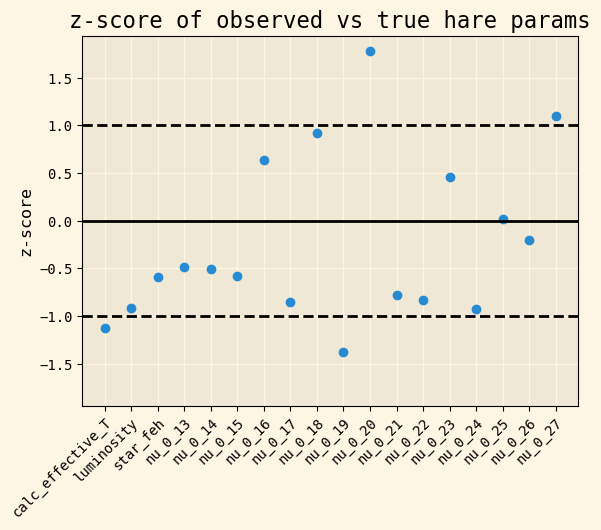 z-score of observed vs true hare params
z-score
1.5
1.0
0.5
0.0
−0.5
−1.0
−1.5
calc_effective_T
luminosity
star_feh
nu_0_13
nu_0_14
nu_0_15
nu_0_16
nu_0_17
nu_0_18
nu_0_19
nu_0_20
nu_0_21
nu_0_22
nu_0_23
nu_0_24
nu_0_25
nu_0_26
nu_0_27